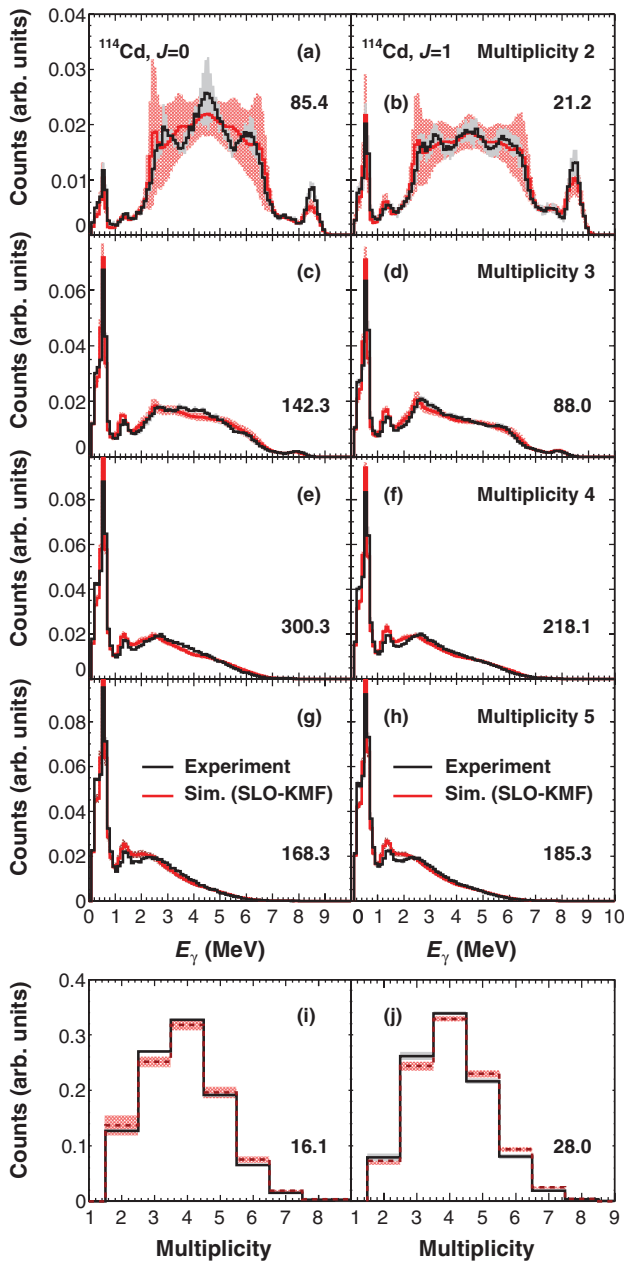 0.04
¹¹⁴Cd, J=0
(a)
¹¹⁴Cd, J=1
Multiplicity 2
Counts (arb. units)
0.03
85.4
(b)
21.2
0.02
0.01
0
(c)
(d)
Multiplicity 3
Counts (arb. units)
0.06
0.04
0.02
142.3
88.0
0
(e)
(f)
Multiplicity 4
Counts (arb. units)
0.08
0.06
0.04
0.02
300.3
218.1
0
(g)
(h)
Multiplicity 5
Counts (arb. units)
0.08
0.06
Experiment
Experiment
Sim. (SLO-KMF)
Sim. (SLO-KMF)
0.04
0.02
168.3
185.3
0
0 1 2 3 4 5 6 7 8 9
0 1 2 3 4 5 6 7 8 9 10
Eγ (MeV)
Eγ (MeV)
0.4
(i)
(j)
Counts (arb. units)
0.3
0.2
0.1
16.1
28.0
0
1 2 3 4 5 6 7 8
1 2 3 4 5 6 7 8 9
Multiplicity
Multiplicity